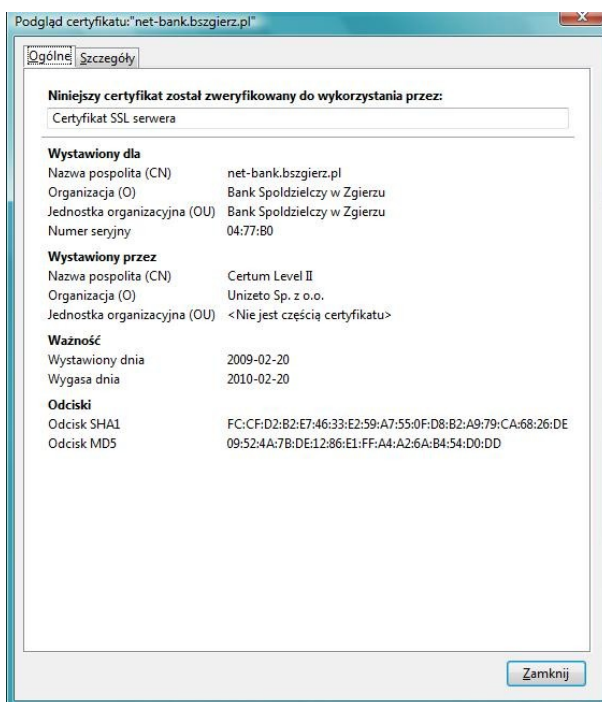 Podgląd certyfikatu:"net-bank.bszgierz.pl"
Ogólne Szczegóły
Niniejszy certyfikat został zweryfikowany do wykorzystania przez:
Certyfikat SSL serwera
Wystawiony dla
Nazwa pospolita (CN) net-bank.bszgierz.pl
Organizacja (O) Bank Spoldzielczy w Zgierzu
Jednostka organizacyjna (OU) Bank Spoldzielczy w Zgierzu
Numer seryjny 04:77:B0
Wystawiony przez
Nazwa pospolita (CN) Certum Level II
Organizacja (O) Unizeto Sp. z o.o.
Jednostka organizacyjna (OU) <Nie jest częścią certyfikatu>
Ważność
Wystawiony dnia 2009-02-20
Wygasa dnia 2010-02-20
Odciski
Odcisk SHA1 FC:CF:D2:B2:E7:46:33:E2:59:A7:55:0F:D8:B2:A9:79:CA:68:26:DE
Odcisk MD5 09:52:4A:7B:DE:12:86:E1:FF:A4:A2:6A:B4:54:D0:DD
Zamknij